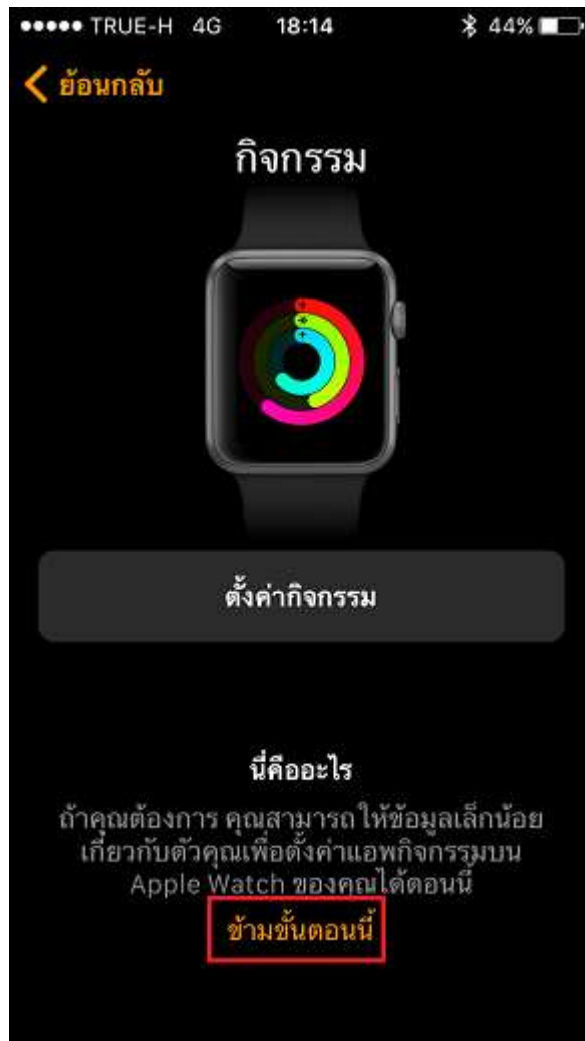 TRUE-H 4G 18:14 44%
ย้อนกลับ
กิจกรรม
ตั้งค่ากิจกรรม
นี่คืออะไร
ถ้าคุณต้องการ คุณสามารถให้ข้อมูลเล็กน้อย
เกี่ยวกับตัวคุณเพื่อตั้งค่าแอพกิจกรรมบน
Apple Watch ของคุณได้ตอนนี้
ข้ามขั้นตอนนี้